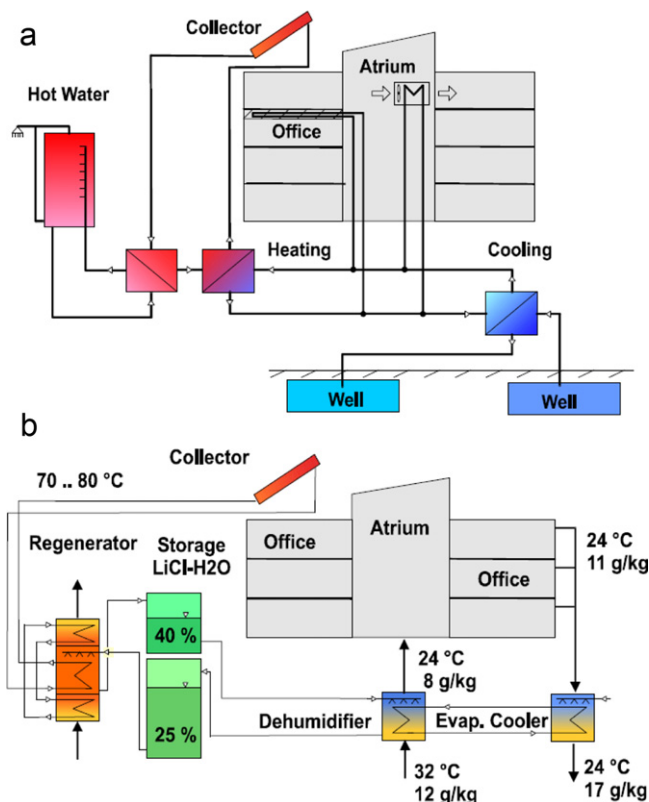 a
Collector
Atrium
Hot Water
Office
Heating
Cooling
Well
Well
b
Collector
70 .. 80 °C
Regenerator
Storage
LiCl-H2O
Atrium
Office
Office
24 °C
11 g/kg
40 %
25 %
24 °C
8 g/kg
Dehumidifier
Evap. Cooler
32 °C
12 g/kg
24 °C
17 g/kg